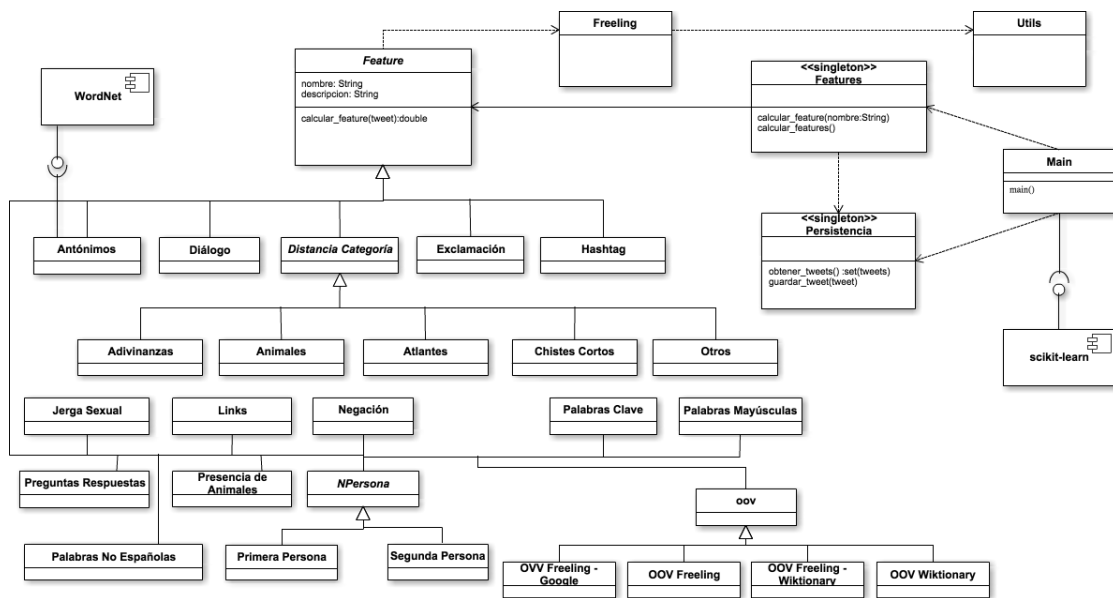 Freeling
Utils
Feature
nombre: String
descripcion: String
calcular_feature(tweet):double
WordNet
<<singleton>>
Features
calcular_feature(nombre:String)
calcular_features()
Main
main()
<<singleton>>
Persistencia
obtener_tweets() :set(tweets)
guardar_tweet(tweet)
Antónimos
Diálogo
Distancia Categoría
Exclamación
Hashtag
Adivinanzas
Animales
Atlantes
Chistes Cortos
Otros
scikit-learn
Jerga Sexual
Links
Negación
Palabras Clave
Palabras Mayúsculas
Preguntas Respuestas
Presencia de
Animales
NPersona
oov
Palabras No Españolas
Primera Persona
Segunda Persona
OVV Freeling -
Google
OOV Freeling
OOV Freeling -
Wiktionary
OOV Wiktionary